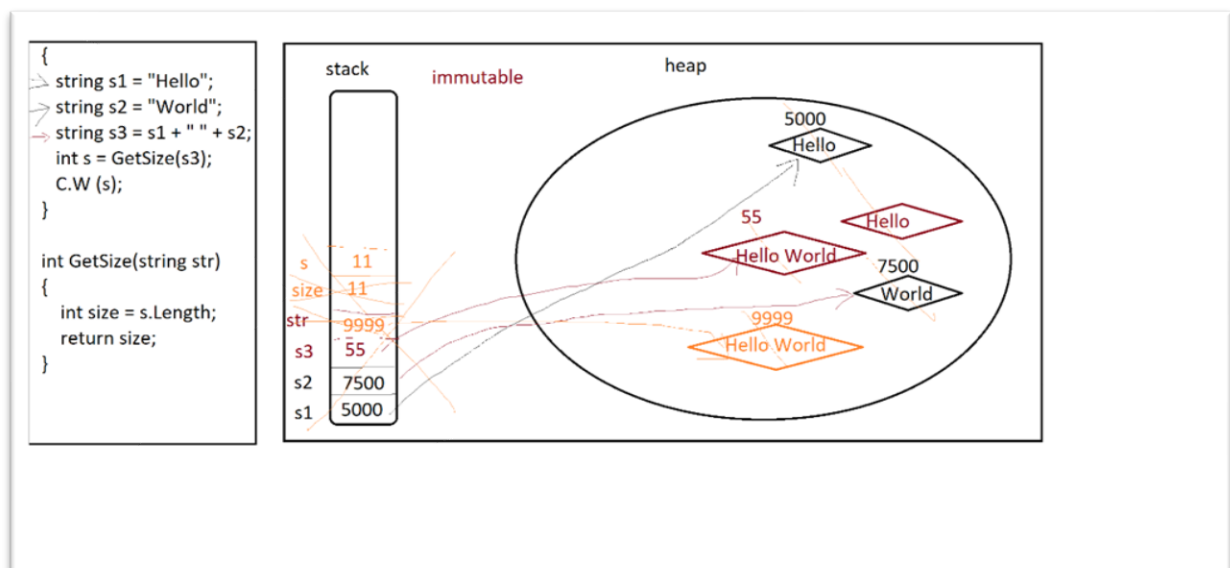 {
string s1 = "Hello";
string s2 = "World";
string s3 = s1 + " " + s2;
int s = GetSize(s3);
C.W (s);
}
int GetSize(string str)
{
int size = s.Length;
return size;
}
stack
immutable
heap
s 11
size 11
str 9999
s3 55
s2 7500
s1 5000
5000
Hello
Hello
55
Hello World
7500
World
9999
Hello World